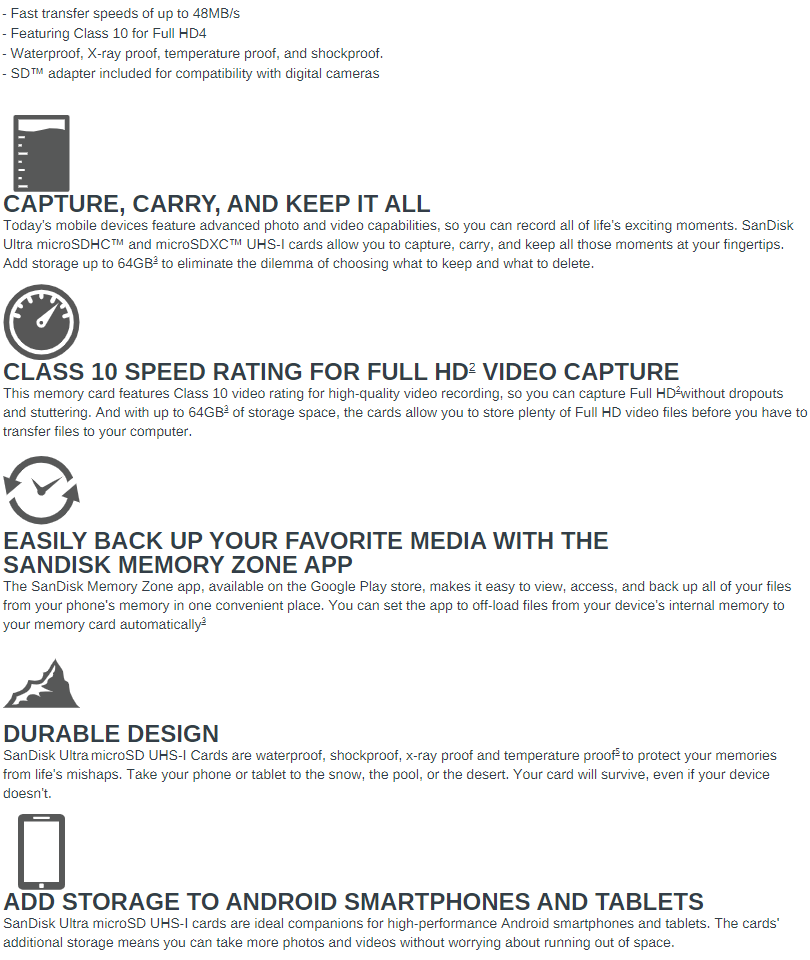 - Fast transfer speeds of up to 48MB/s
- Featuring Class 10 for Full HD4
- Waterproof, X-ray proof, temperature proof, and shockproof.
- SD™ adapter included for compatibility with digital cameras
CAPTURE, CARRY, AND KEEP IT ALL
Today's mobile devices feature advanced photo and video capabilities, so you can record all of life's exciting moments. SanDisk
Ultra microSDHC™ and microSDXC™ UHS-I cards allow you to capture, carry, and keep all those moments at your fingertips.
Add storage up to 64GB3 to eliminate the dilemma of choosing what to keep and what to delete.
CLASS 10 SPEED RATING FOR FULL HD2 VIDEO CAPTURE
This memory card features Class 10 video rating for high-quality video recording, so you can capture Full HD2without dropouts
and stuttering. And with up to 64GB3 of storage space, the cards allow you to store plenty of Full HD video files before you have to
transfer files to your computer.
EASILY BACK UP YOUR FAVORITE MEDIA WITH THE
SANDISK MEMORY ZONE APP
The SanDisk Memory Zone app, available on the Google Play store, makes it easy to view, access, and back up all of your files
from your phone's memory in one convenient place. You can set the app to off-load files from your device's internal memory to
your memory card automatically3
DURABLE DESIGN
SanDisk Ultra microSD UHS-I Cards are waterproof, shockproof, x-ray proof and temperature proof5 to protect your memories
from life's mishaps. Take your phone or tablet to the snow, the pool, or the desert. Your card will survive, even if your device
doesn't.
ADD STORAGE TO ANDROID SMARTPHONES AND TABLETS
SanDisk Ultra microSD UHS-I cards are ideal companions for high-performance Android smartphones and tablets. The cards'
additional storage means you can take more photos and videos without worrying about running out of space.